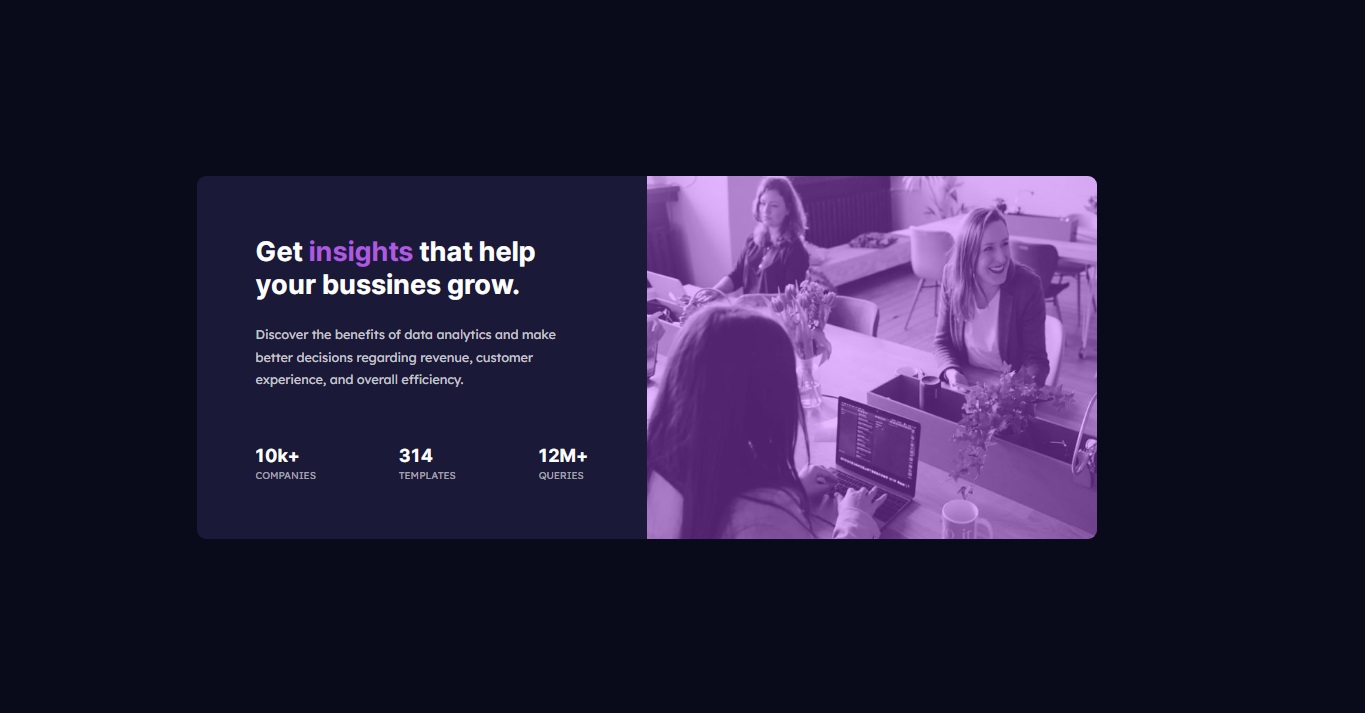 Get insights that help
your bussines grow.
Discover the benefits of data analytics and make
better decisions regarding revenue, customer
experience, and overall efficiency.
10k+ 314 12M+
COMPANIES TEMPLATES QUERIES